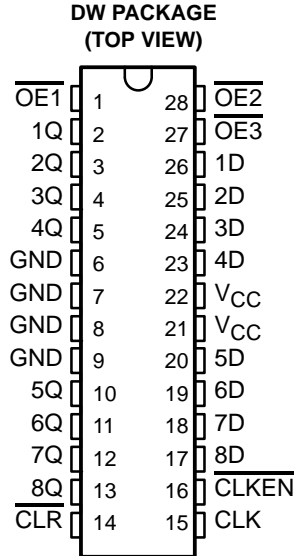 DW PACKAGE
(TOP VIEW)
OE1 1 28 OE2
1Q 2 27 OE3
2Q 3 26 1D
3Q 4 25 2D
4Q 5 24 3D
GND 6 23 4D
GND 7 22 VCC
GND 8 21 VCC
GND 9 20 5D
5Q 10 19 6D
6Q 11 18 7D
7Q 12 17 8D
8Q 13 16 CLKEN
CLR 14 15 CLK